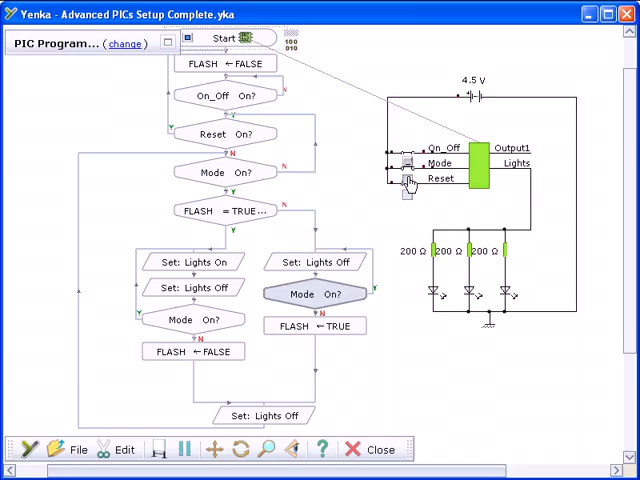 Yenka - Advanced PICs Setup Complete.yka
PIC Program... (change)
Start
100
010
FLASH ←FALSE
On_Off On?
N
Y
Reset On?
Y
N
Mode On?
N
Y
FLASH = TRUE...
N
Y
Set: Lights On
Set: Lights Off
Mode On?
Y
N
FLASH ←FALSE
Set: Lights Off
Mode On?
Y
N
FLASH ←TRUE
Set: Lights Off
4.5 V
On_Off
Mode
Reset
Output1
Lights
200 Ω
200 Ω
200 Ω
File
Edit
?
Close